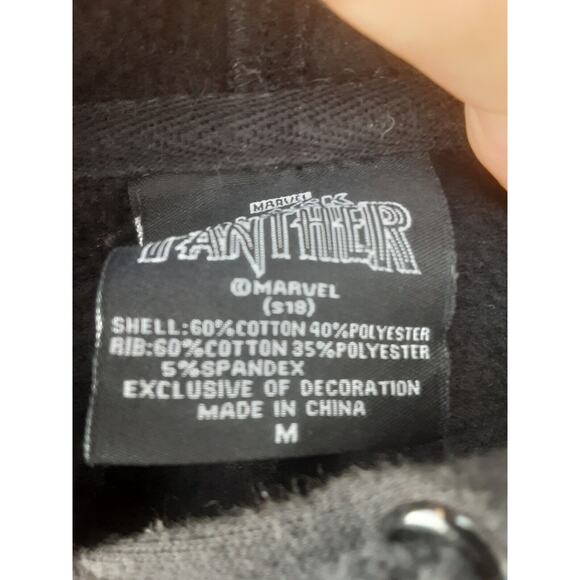 MARVEL
PANTHER
©MARVEL
(S18)
SHELL:60%COTTON 40%POLYESTER
RIB:60%COTTON 35%POLYESTER
5%SPANDEX
EXCLUSIVE OF DECORATION
MADE IN CHINA
M